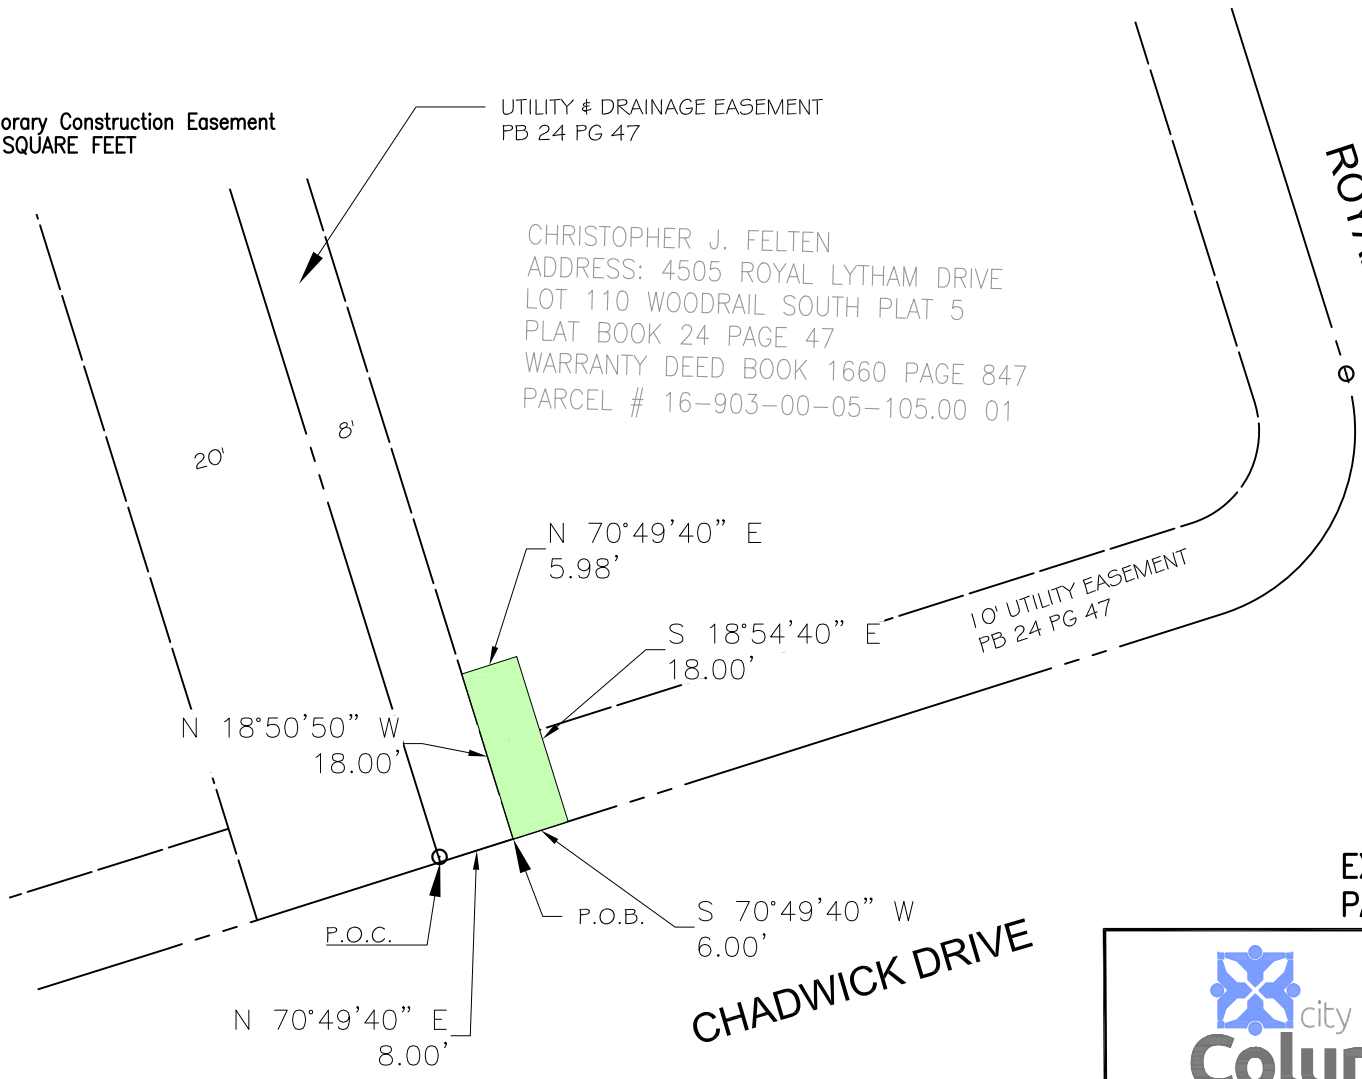 orary Construction Easement
SQUARE FEET
UTILITY & DRAINAGE EASEMENT
PB 24 PG 47
CHRISTOPHER J. FELTEN
ADDRESS: 4505 ROYAL LYTHAM DRIVE
LOT 110 WOODRAIL SOUTH PLAT 5
PLAT BOOK 24 PAGE 47
WARRANTY DEED BOOK 1660 PAGE 847
PARCEL # 16-903-00-05-105.00 01
20'
8'
N 70°49'40" E
5.98'
10' UTILITY EASEMENT
PB 24 PG 47
S 18°54'40" E
18.00'
N 18°50'50" W
18.00'
P.O.C.
P.O.B.
S 70°49'40" W
6.00'
N 70°49'40" E
8.00'
CHADWICK DRIVE
city